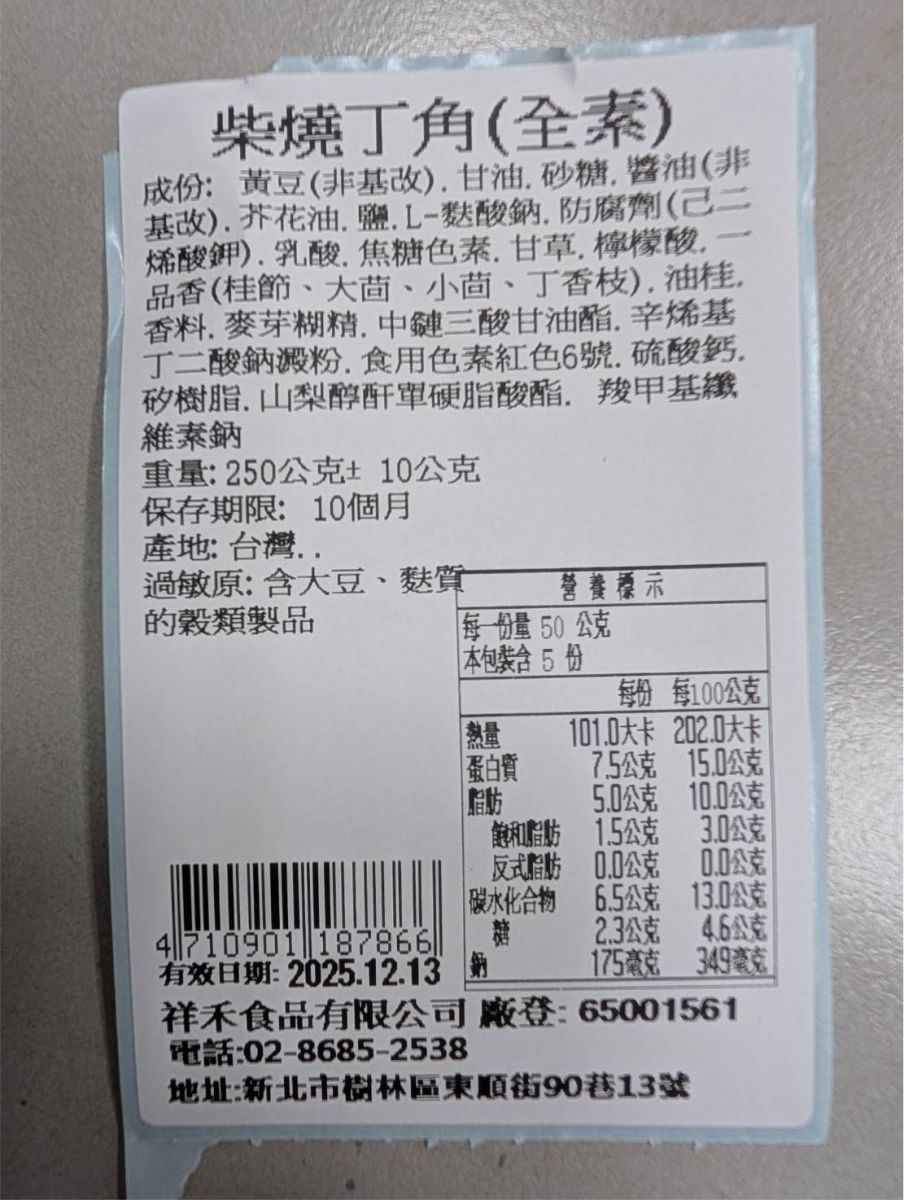 柴燒丁角(全素)
成份: 黃豆(非基改). 甘油. 砂糖. 醬油(非
基改). 芥花油. 鹽. L-麩酸鈉. 防腐劑(己二
烯酸鉀). 乳酸. 焦糖色素. 甘草. 檸檬酸. 一
品香(桂節、大茴、小茴、丁香枝). 油桂.
香料. 麥芽糊精. 中鏈三酸甘油酯. 辛烯基
丁二酸鈉澱粉. 食用色素紅色6號. 硫酸鈣.
矽樹脂. 山梨醇酐單硬脂酸酯. 羧甲基纖
維素鈉
重量: 250公克± 10公克
保存期限: 10個月
產地: 台灣..
過敏原: 含大豆、麩質
的穀類製品
營養標示
每一份量 50 公克
本包裝含 5 份
每份 每100公克
熱量 101.0大卡 202.0大卡
蛋白質 7.5公克 15.0公克
脂肪 5.0公克 10.0公克
飽和脂肪 1.5公克 3.0公克
反式脂肪 0.0公克 0.0公克
碳水化合物 6.5公克 13.0公克
糖 2.3公克 4.6公克
鈉 175毫克 349毫克
4 710901 187866
有效日期: 2025.12.13
祥禾食品有限公司 廠登: 65001561
電話:02-8685-2538
地址:新北市樹林區東順街90巷13號